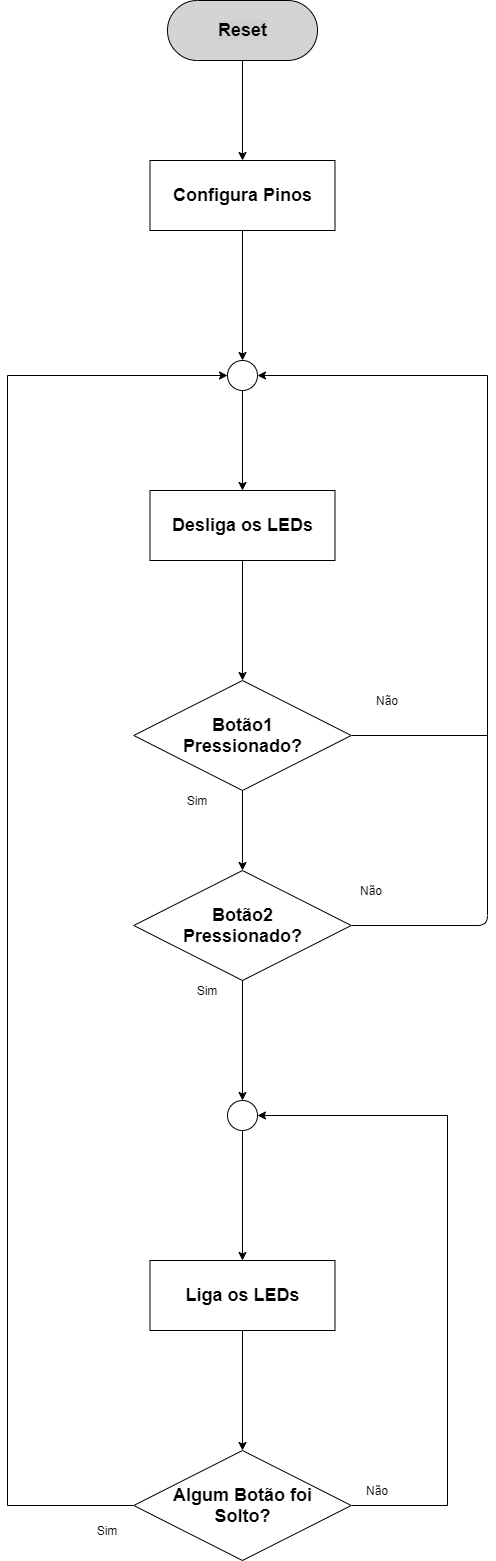 Reset
Configura Pinos
Desliga os LEDs
Não
Botão1
Pressionado?
Sim
Não
Botão2
Pressionado?
Sim
Liga os LEDs
Algum Botão foi
Solto?
Não
Sim